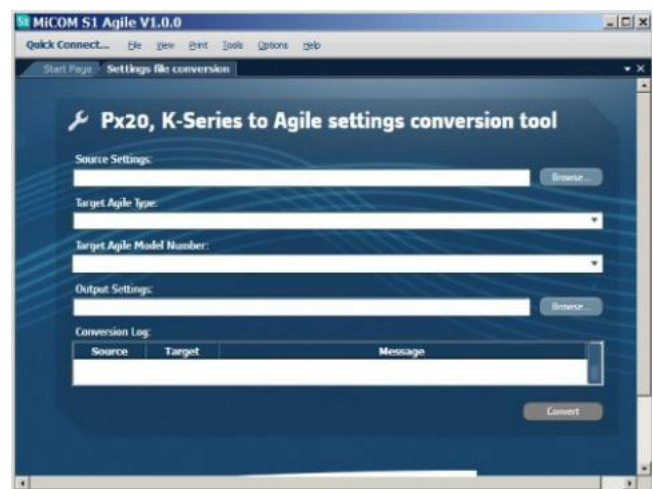 S1 MiCOM S1 Agile V1.0.0
Quick Connect... File View Print Tools Options Help
Start Page Settings file conversion
Px20, K-Series to Agile settings conversion tool
Source Settings:
Browse...
Target Agile Type:
Target Agile Model Number:
Output Settings:
Browse...
Conversion Log:
Source Target Message
Convert